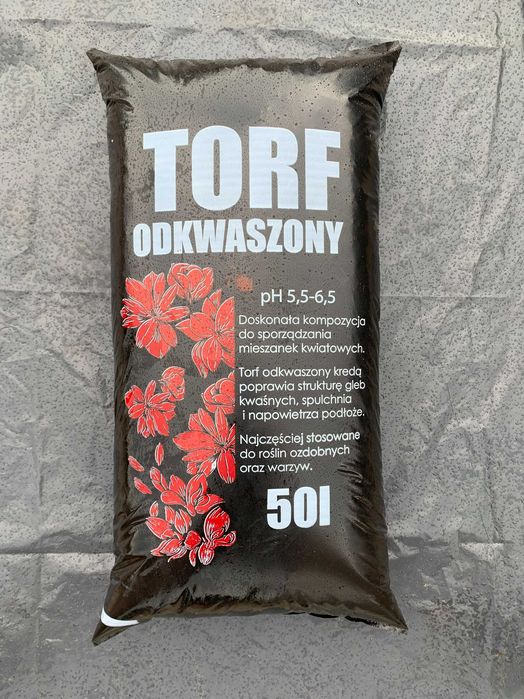 TORF
ODKWASZONY
pH 5,5-6,5
Doskonała kompozycja
do sporządzania
mieszanek kwiatowych.
Torf odkwaszony kredą
poprawia strukturę gleb
kwaśnych, spulchnia
i napowietrza podłoże.
Najczęściej stosowane
do roślin ozdobnych
oraz warzyw.
50l